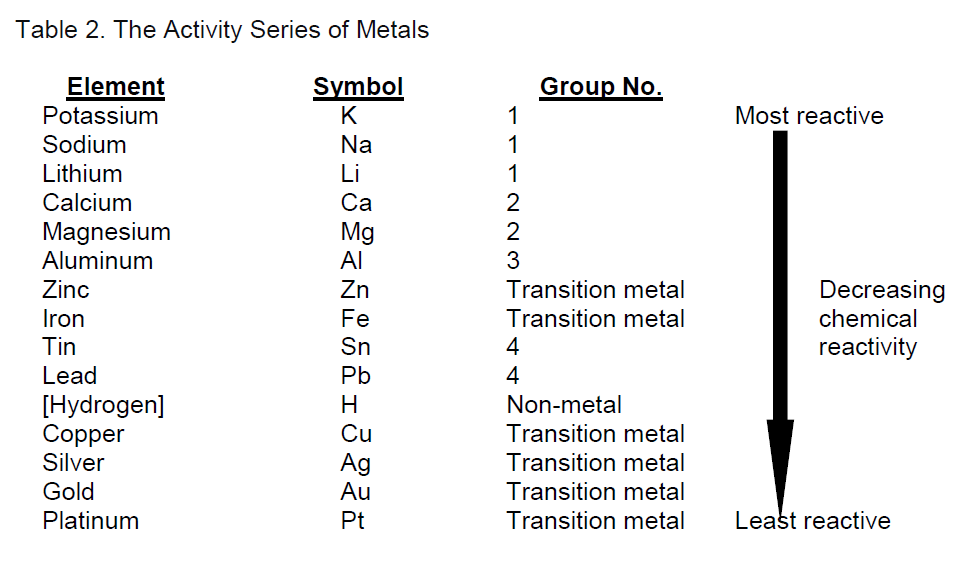 Table 2. The Activity Series of Metals
Element Symbol Group No.
Potassium K 1 Most reactive
Sodium Na 1
Lithium Li 1
Calcium Ca 2
Magnesium Mg 2
Aluminum Al 3
Zinc Zn Transition metal Decreasing
Iron Fe Transition metal chemical
Tin Sn 4 reactivity
Lead Pb 4
[Hydrogen] H Non-metal
Copper Cu Transition metal
Silver Ag Transition metal
Gold Au Transition metal
Platinum Pt Transition metal Least reactive